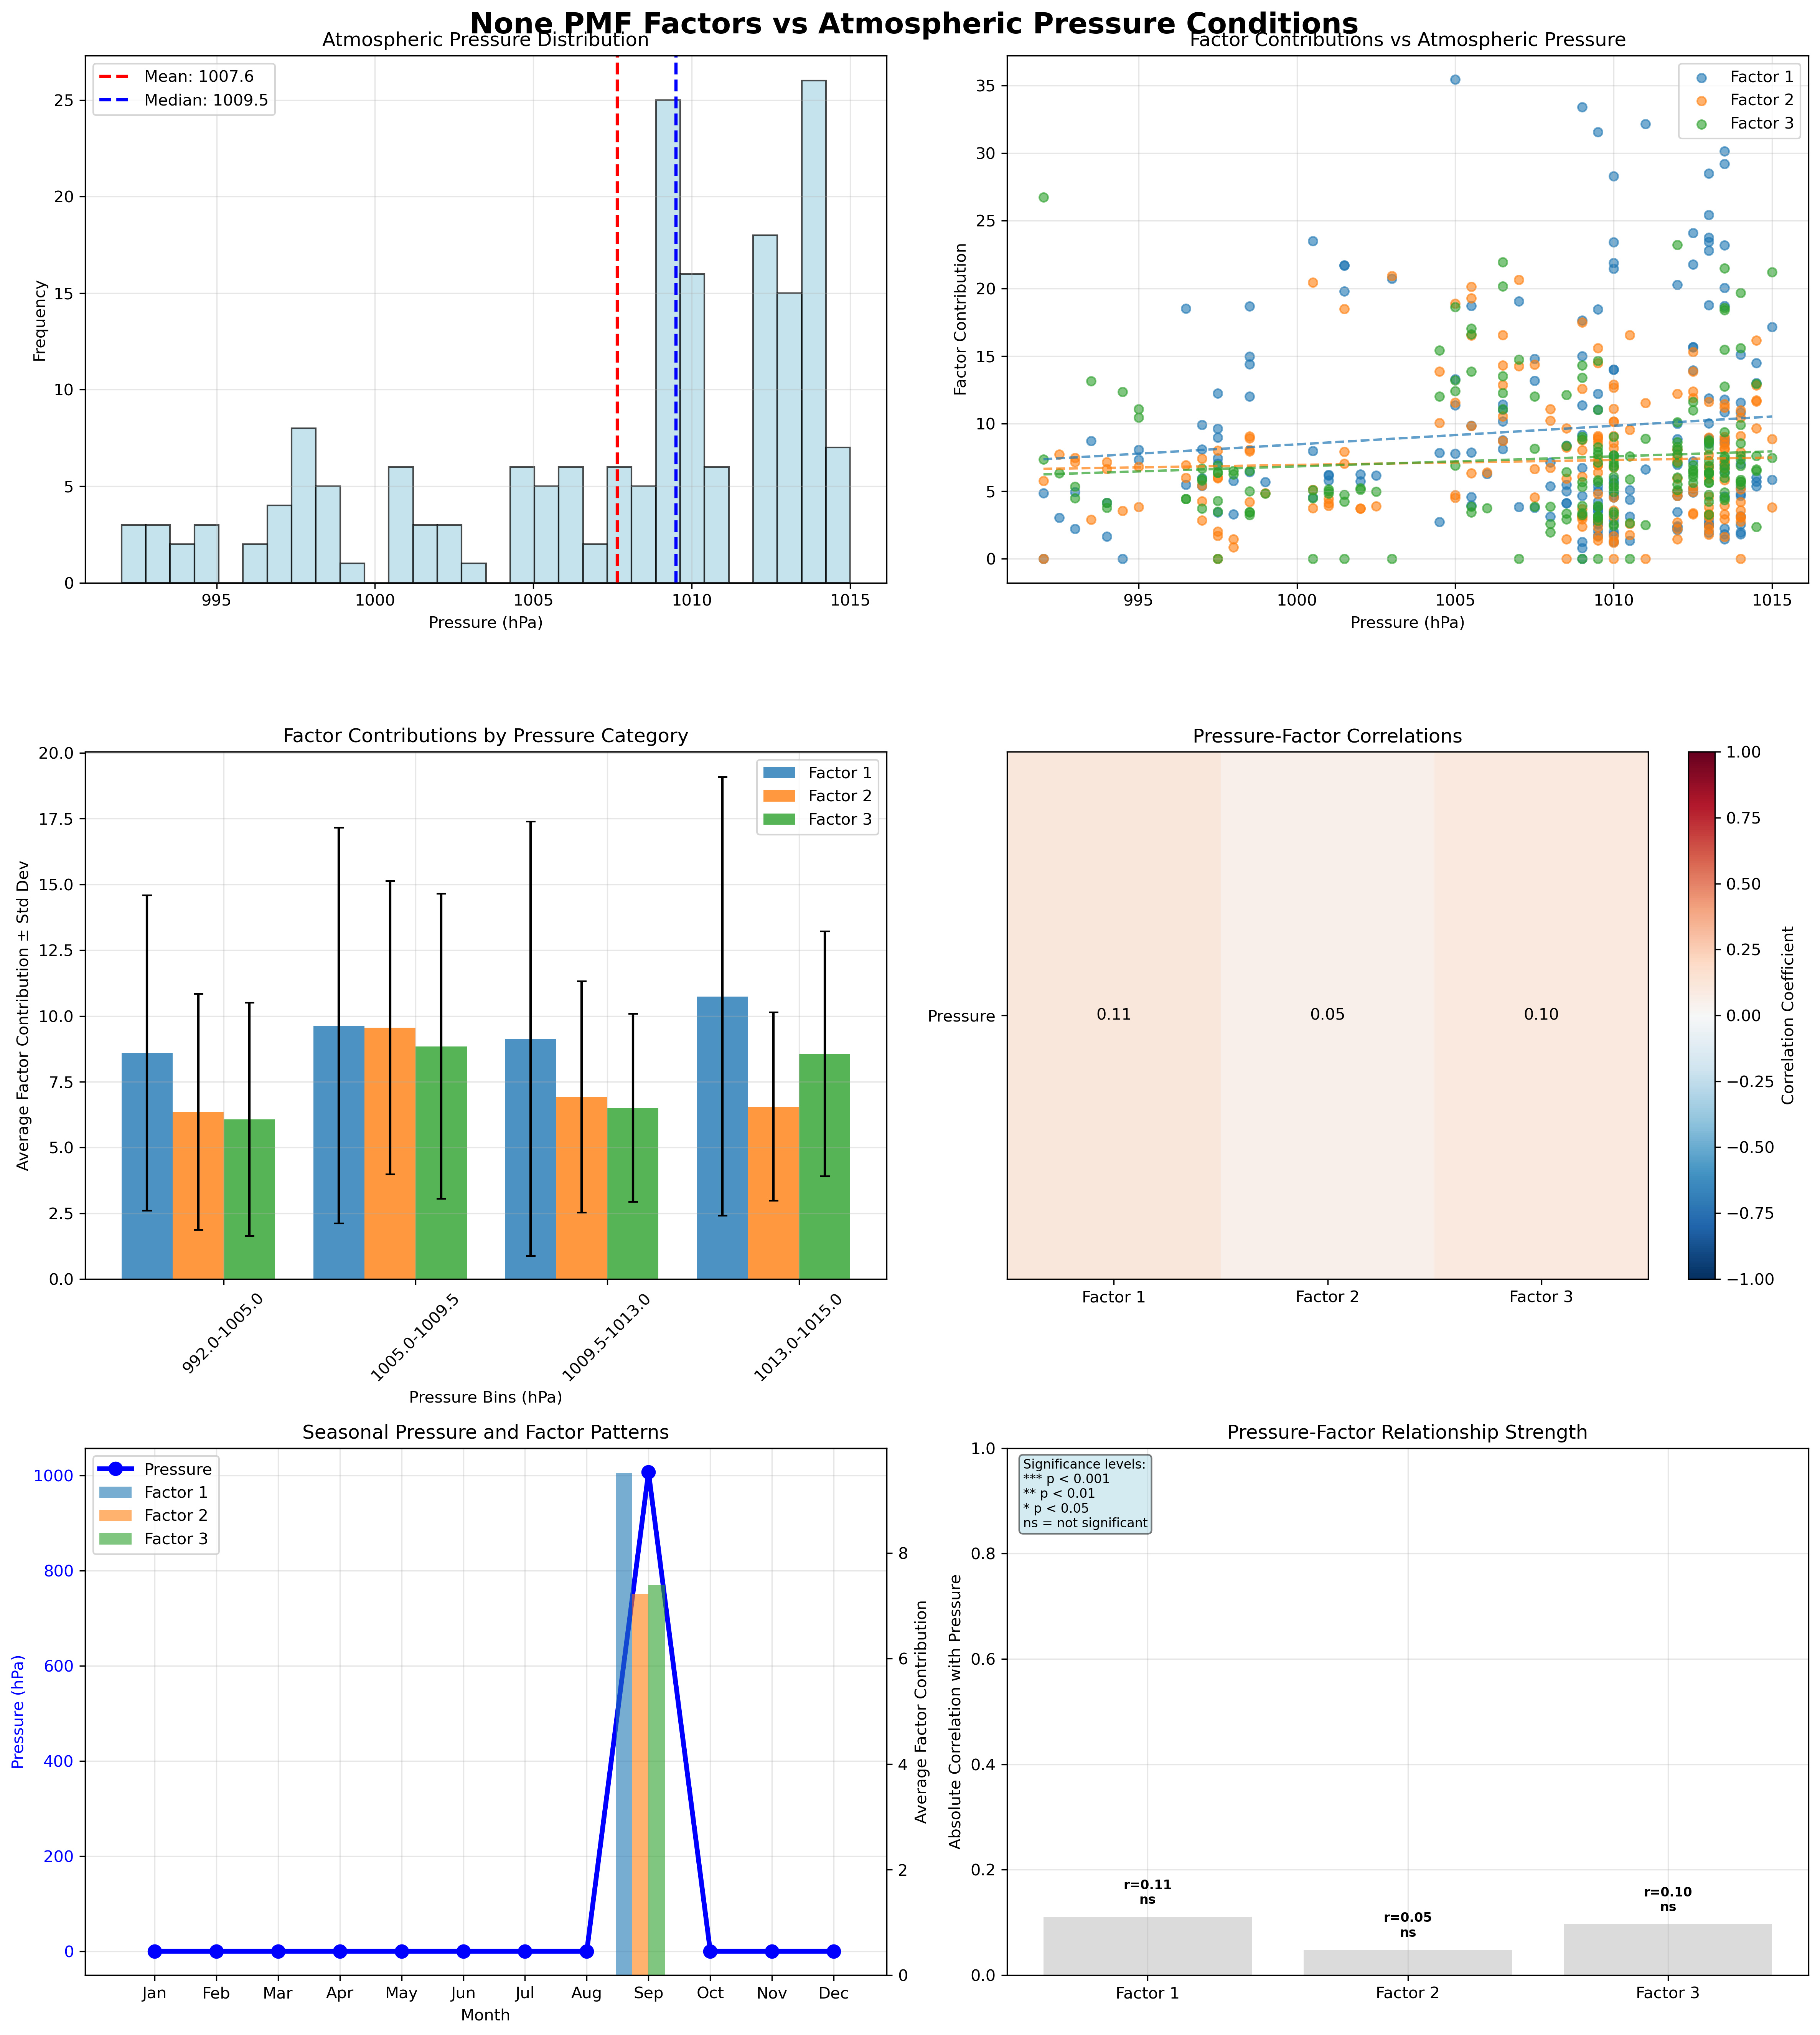 None PMF Factors vs Atmospheric Pressure Conditions
Atmospheric Pressure Distribution
Mean: 1007.6
Median: 1009.5
Frequency
0
5
10
15
20
25
995
1000
1005
1010
1015
Pressure (hPa)
Factor Contributions vs Atmospheric Pressure
Factor 1
Factor 2
Factor 3
Factor Contribution
0
5
10
15
20
25
30
35
995
1000
1005
1010
1015
Pressure (hPa)
Factor Contributions by Pressure Category
Factor 1
Factor 2
Factor 3
Average Factor Contribution ± Std Dev
0.0
2.5
5.0
7.5
10.0
12.5
15.0
17.5
20.0
992.0-1005.0
1005.0-1009.5
1009.5-1013.0
1013.0-1015.0
Pressure Bins (hPa)
Pressure-Factor Correlations
Pressure
0.11
0.05
0.10
Factor 1
Factor 2
Factor 3
1.00
0.75
0.50
0.25
0.00
−0.25
−0.50
−0.75
−1.00
Correlation Coefficient
Seasonal Pressure and Factor Patterns
Pressure
Factor 1
Factor 2
Factor 3
Pressure (hPa)
0
200
400
600
800
1000
Jan
Feb
Mar
Apr
May
Jun
Jul
Aug
Sep
Oct
Nov
Dec
Month
0
2
4
6
8
Average Factor Contribution
Pressure-Factor Relationship Strength
Significance levels:
*** p < 0.001
** p < 0.01
* p < 0.05
ns = not significant
Absolute Correlation with Pressure
0.0
0.2
0.4
0.6
0.8
1.0
r=0.11
ns
r=0.05
ns
r=0.10
ns
Factor 1
Factor 2
Factor 3